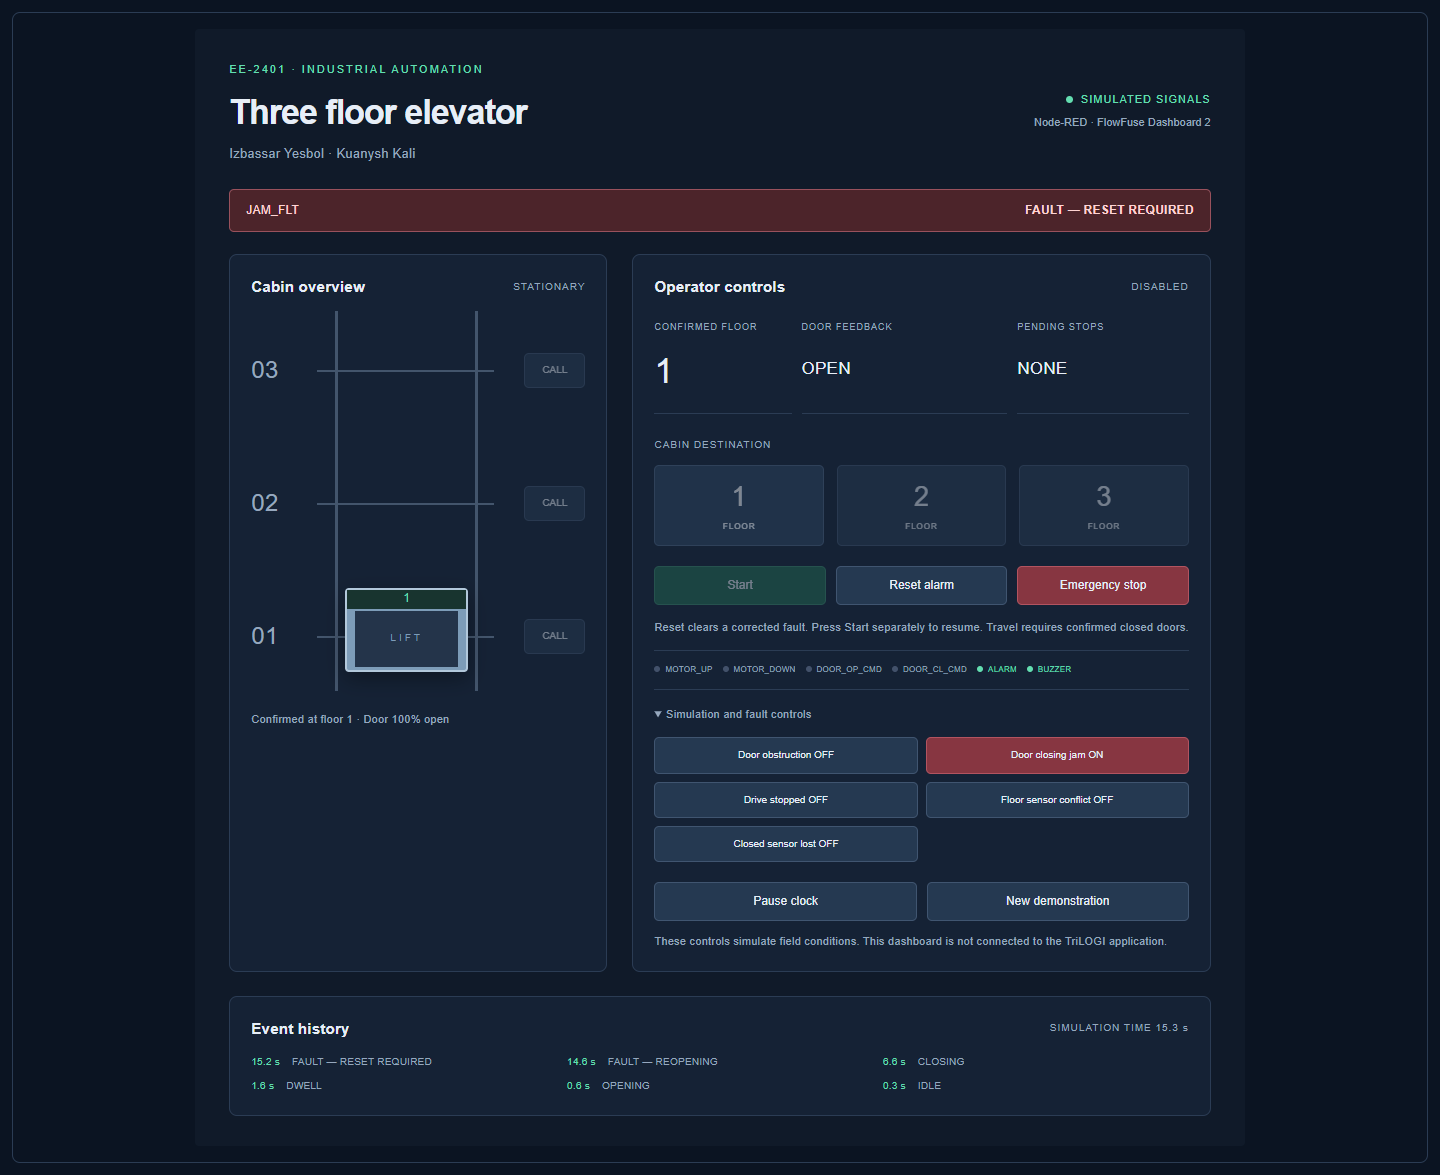 EE-2401 · INDUSTRIAL AUTOMATION
Three floor elevator
Izbassar Yesbol · Kuanysh Kali
SIMULATED SIGNALS
Node-RED · FlowFuse Dashboard 2
JAM_FLT
FAULT — RESET REQUIRED
Cabin overview
STATIONARY
03
CALL
02
CALL
1
LIFT
01
CALL
Confirmed at floor 1 · Door 100% open
Operator controls
DISABLED
CONFIRMED FLOOR
DOOR FEEDBACK
PENDING STOPS
1
OPEN
NONE
CABIN DESTINATION
1
FLOOR
2
FLOOR
3
FLOOR
Start
Reset alarm
Emergency stop
Reset clears a corrected fault. Press Start separately to resume. Travel requires confirmed closed doors.
MOTOR_UP
MOTOR_DOWN
DOOR_OP_CMD
DOOR_CL_CMD
ALARM
BUZZER
▼ Simulation and fault controls
Door obstruction OFF
Door closing jam ON
Drive stopped OFF
Floor sensor conflict OFF
Closed sensor lost OFF
Pause clock
New demonstration
These controls simulate field conditions. This dashboard is not connected to the TriLOGI application.
Event history
SIMULATION TIME 15.3 s
15.2 s FAULT — RESET REQUIRED
14.6 s FAULT — REOPENING
6.6 s CLOSING
1.6 s DWELL
0.6 s OPENING
0.3 s IDLE